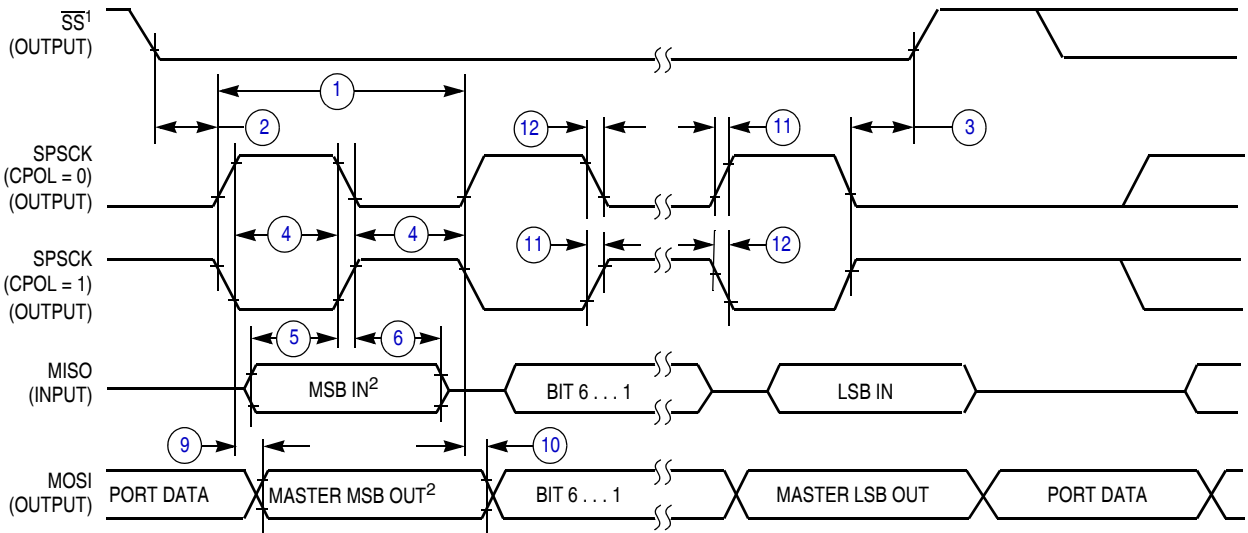 SS1
(OUTPUT)
1
2
12
11
3
SPSCK
(CPOL = 0)
(OUTPUT)
4
4
SPSCK
(CPOL = 1)
(OUTPUT)
11
12
5
6
MISO
(INPUT)
MSB IN2
BIT 6 . . . 1
LSB IN
9
10
MOSI
(OUTPUT)
PORT DATA
MASTER MSB OUT2
BIT 6 . . . 1
MASTER LSB OUT
PORT DATA